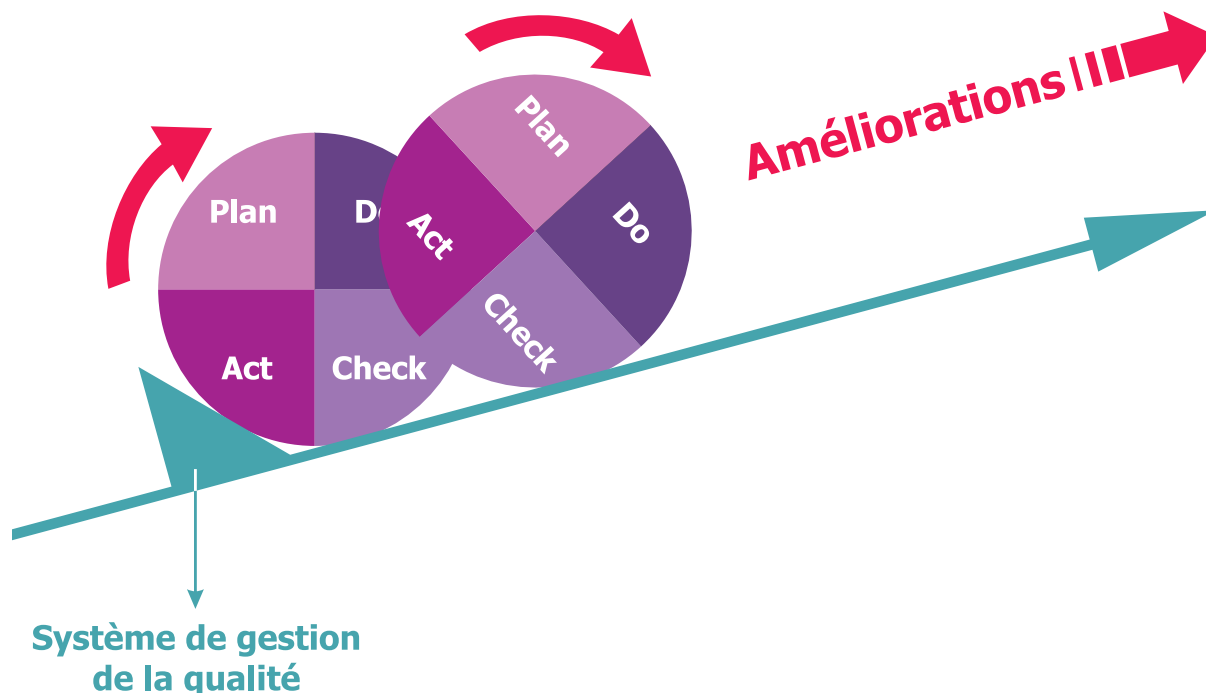 Plan
Do
Act
Check
Plan
Do
Act
Check
Améliorations
Système de gestion
de la qualité